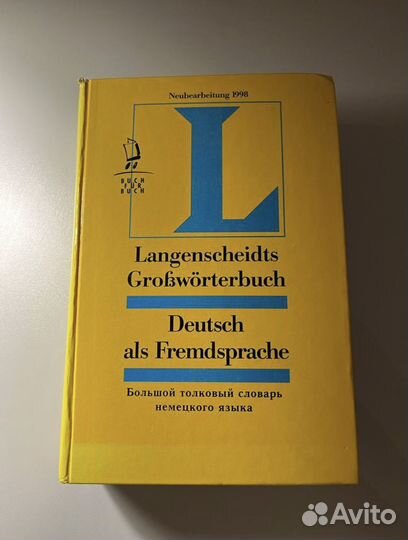 Neubearbeitung 1998
L
BUCH
FÜR
BUCH
Langenscheidts
Großwörterbuch
Deutsch
als Fremdsprache
Большой толковый словарь
немецкого языка
Avito